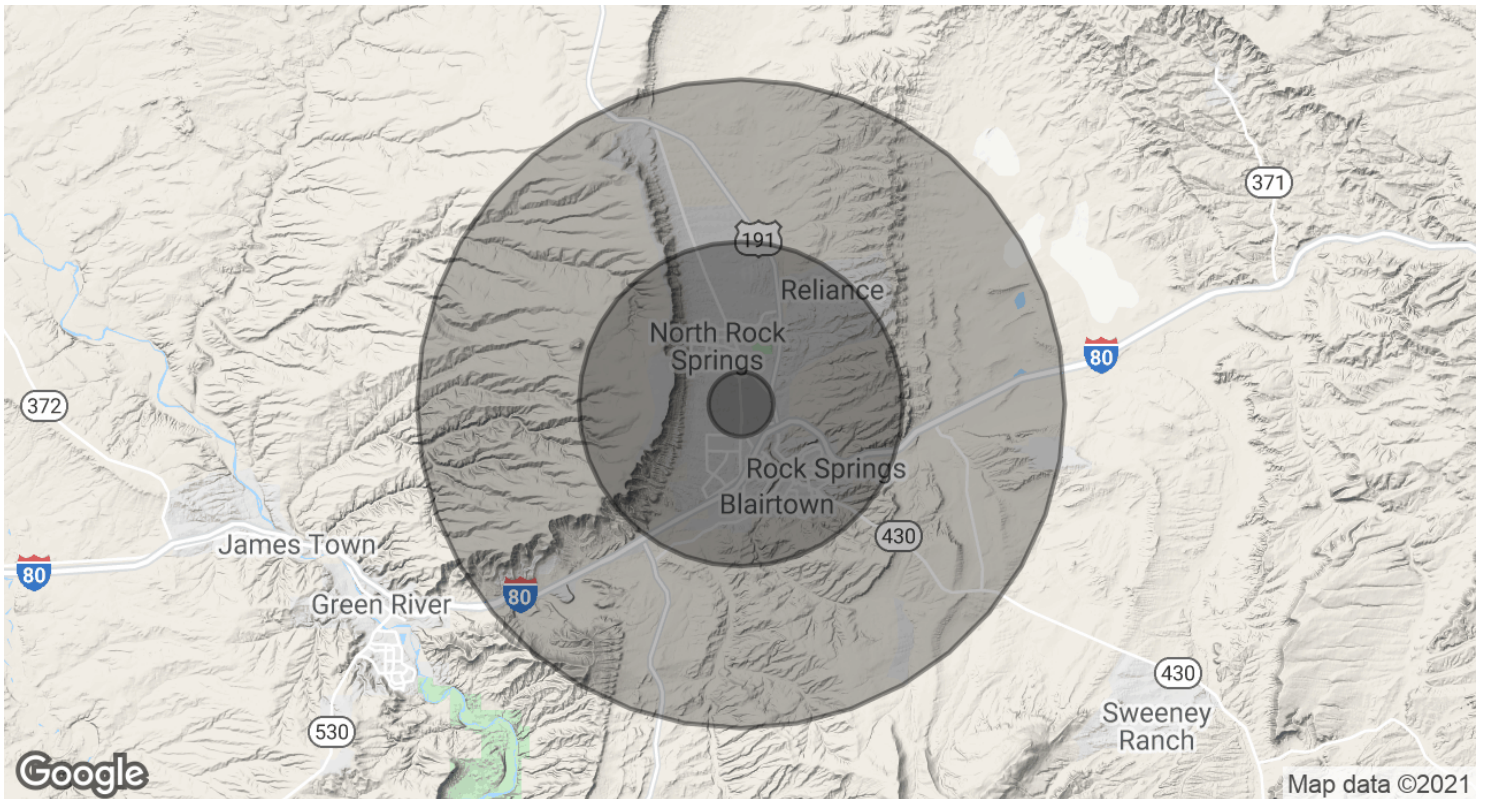 371
191
Reliance
North Rock
Springs
80
372
Rock Springs
Blairtown
430
James Town
80
80
Green River
430
Sweeney
Ranch
530
Google
Map data ©2021